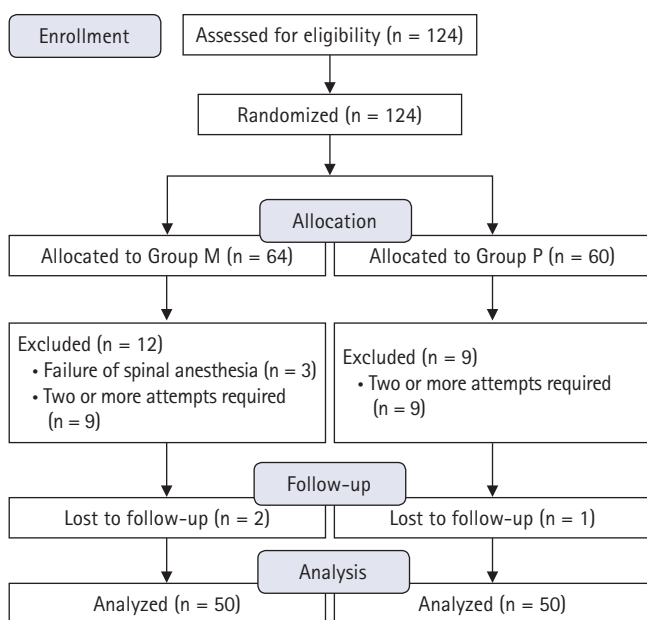 Enrollment
Assessed for eligibility (n = 124)
Randomized (n = 124)
Allocation
Allocated to Group M (n = 64)
Allocated to Group P (n = 60)
Excluded (n = 12)
• Failure of spinal anesthesia (n = 3)
• Two or more attempts required
(n = 9)
Excluded (n = 9)
• Two or more attempts required
(n = 9)
Follow-up
Lost to follow-up (n = 2)
Lost to follow-up (n = 1)
Analysis
Analyzed (n = 50)
Analyzed (n = 50)